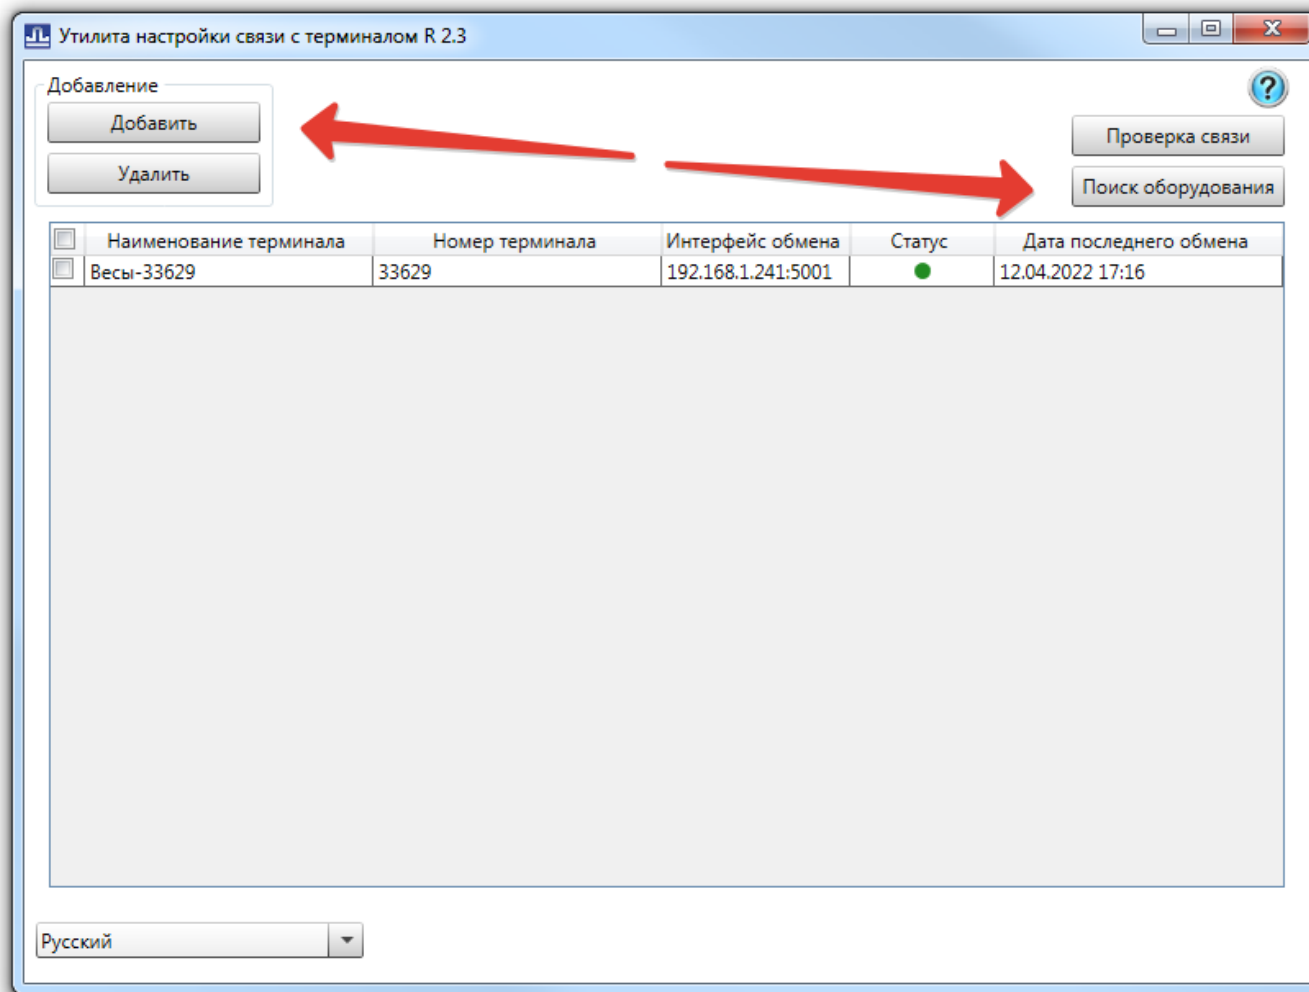 Утилита настройки связи с терминалом R 2.3
Добавление
Добавить
Удалить
?
Проверка связи
Поиск оборудования
Наименование терминала Номер терминала Интерфейс обмена Статус Дата последнего обмена
Весы-33629 33629 192.168.1.241:5001 12.04.2022 17:16
Русский